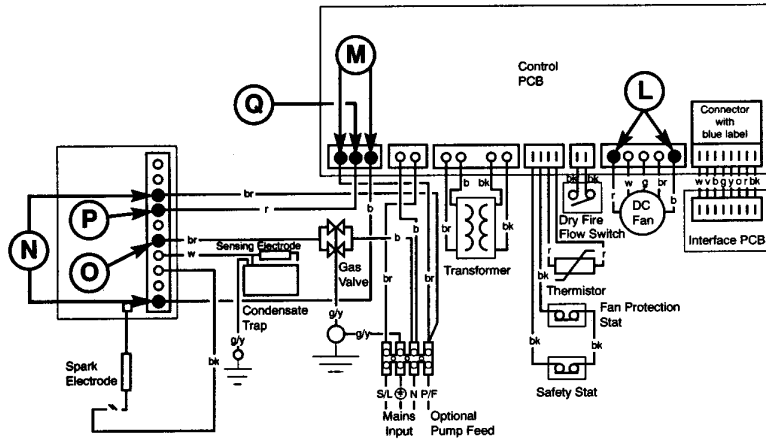 M
Control
PCB
L
Q
Connector
with
blue label
N
P
O
br
r
b
br
w
Sensing Electrode
Gas
Valve
b
Condensate
Trap
g/y
g/y
g/y
bk
Spark
Electrode
br
b
br
b
bk
br
bk
Transformer
bk
bk
Dry Fire
Flow Switch
r
w
g
br
b
DC
Fan
w v b g y o r bk
Interface PCB
r
r
Thermistor
bk
bk
Fan Protection
Stat
bk
Safety Stat
S/L
N
P/F
Mains
Input
Optional
Pump Feed